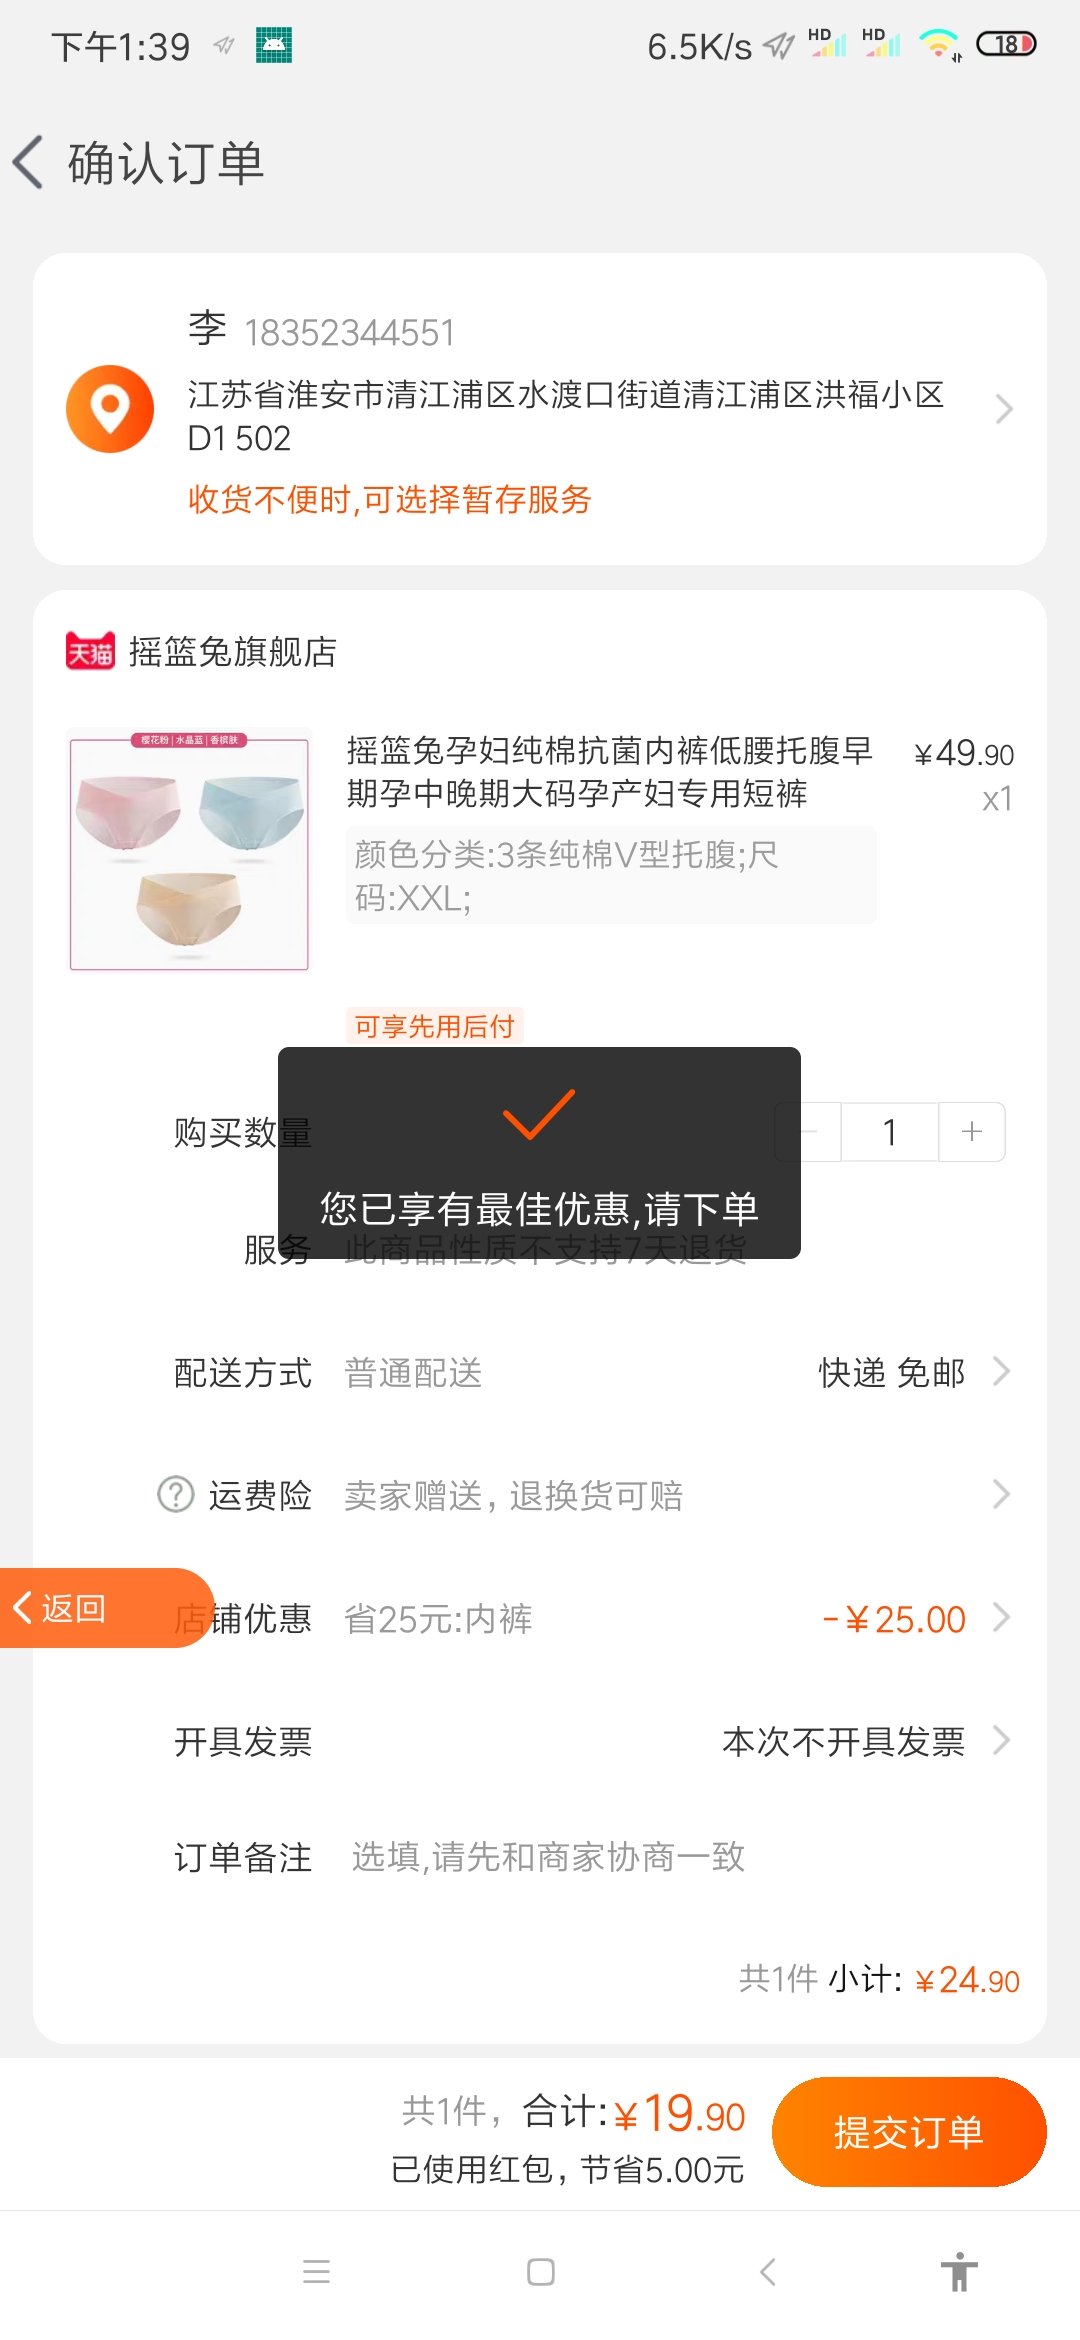 下午1:39
6.5K/s
HD
HD
18
确认订单
李 18352344551
江苏省淮安市清江浦区水渡口街道清江浦区洪福小区
D1 502
收货不便时,可选择暂存服务
天猫 摇篮兔旗舰店
樱花粉 | 水晶蓝 | 香槟肤
摇篮兔孕妇纯棉抗菌内裤低腰托腹早
期孕中晚期大码孕产妇专用短裤
¥49.90
x1
颜色分类:3条纯棉V型托腹;尺
码:XXL;
可享先用后付
购买数量
1
您已享有最佳优惠,请下单
服务 此商品性质不支持7天退货
配送方式 普通配送 快递 免邮
运费险 卖家赠送，退换货可赔
返回
店铺优惠 省25元:内裤 -¥25.00
开具发票 本次不开具发票
订单备注 选填,请先和商家协商一致
共1件 小计: ¥24.90
共1件， 合计:¥19.90
已使用红包，节省5.00元
提交订单